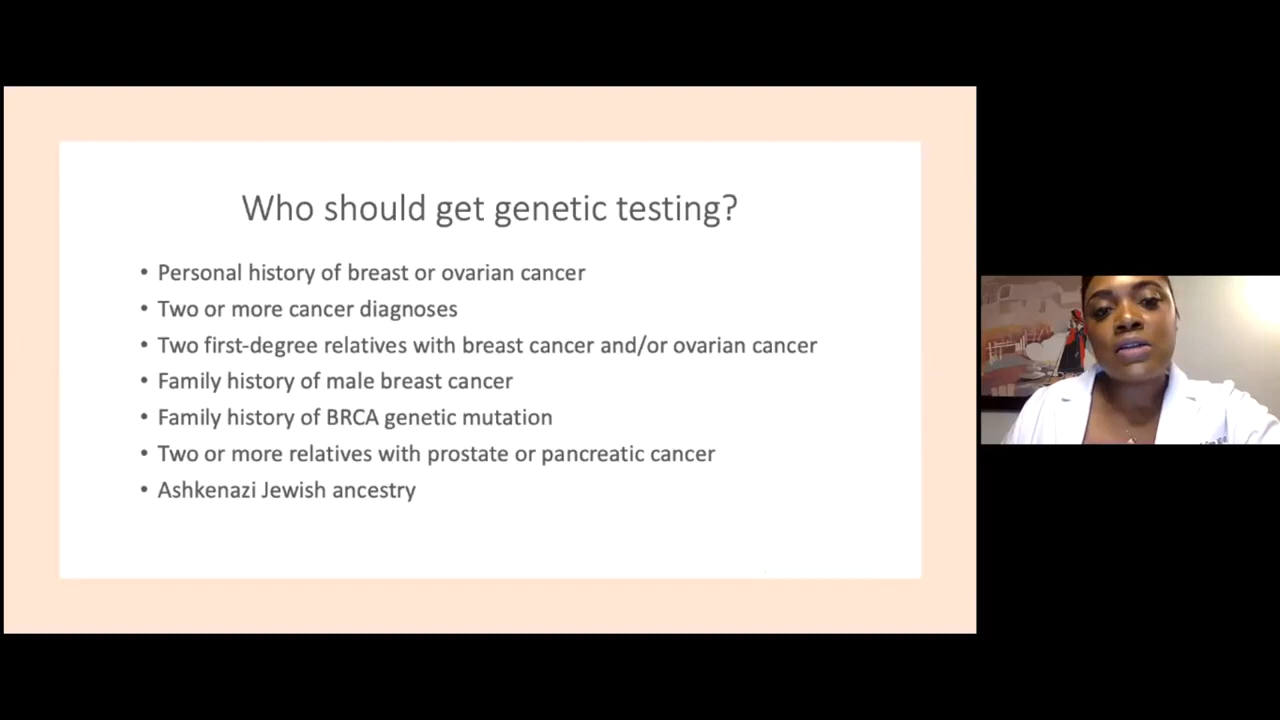 Who should get genetic testing?
• Personal history of breast or ovarian cancer
• Two or more cancer diagnoses
• Two first-degree relatives with breast cancer and/or ovarian cancer
• Family history of male breast cancer
• Family history of BRCA genetic mutation
• Two or more relatives with prostate or pancreatic cancer
• Ashkenazi Jewish ancestry